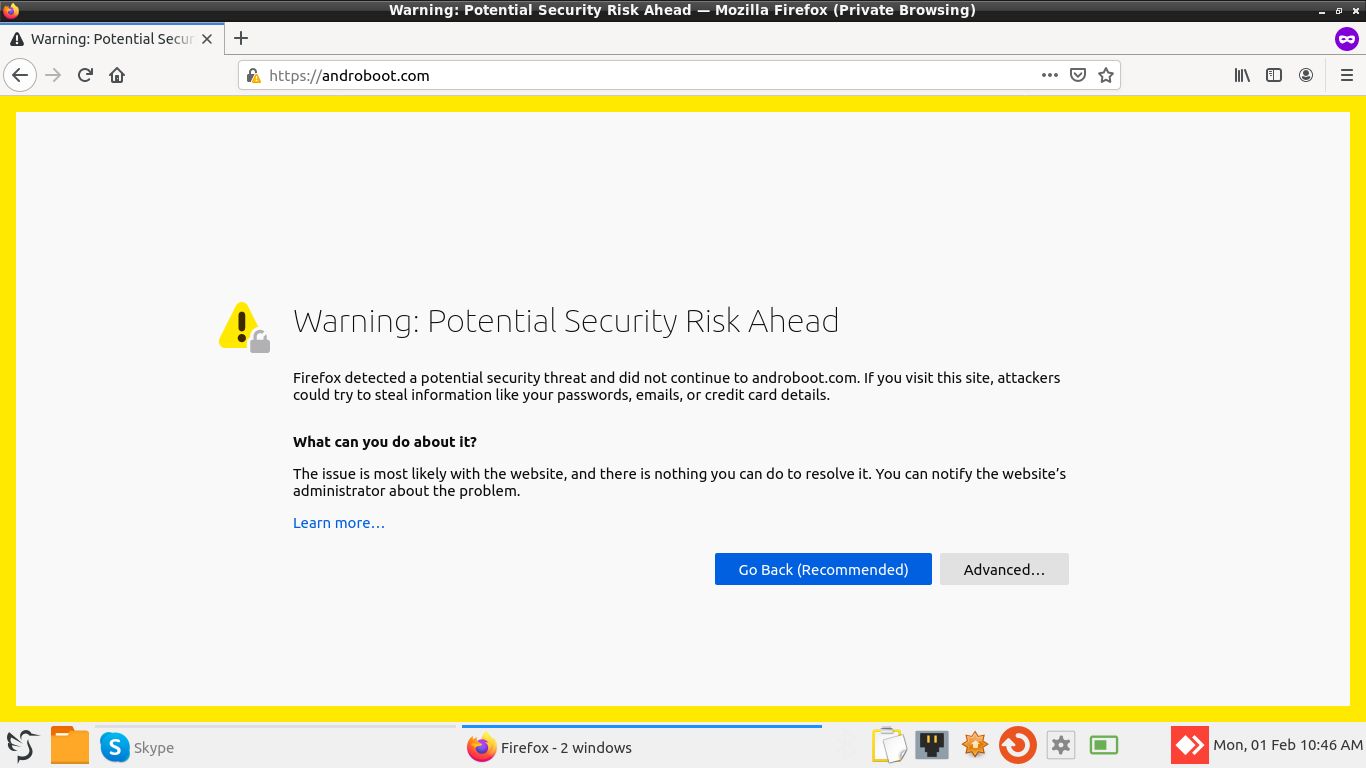 Warning: Potential Security Risk Ahead — Mozilla Firefox (Private Browsing)
Warning: Potential Secur
https://androboot.com
Warning: Potential Security Risk Ahead
Firefox detected a potential security threat and did not continue to androboot.com. If you visit this site, attackers
could try to steal information like your passwords, emails, or credit card details.
What can you do about it?
The issue is most likely with the website, and there is nothing you can do to resolve it. You can notify the website’s
administrator about the problem.
Learn more…
Go Back (Recommended)
Advanced…
Skype
Firefox - 2 windows
Mon, 01 Feb 10:46 AM